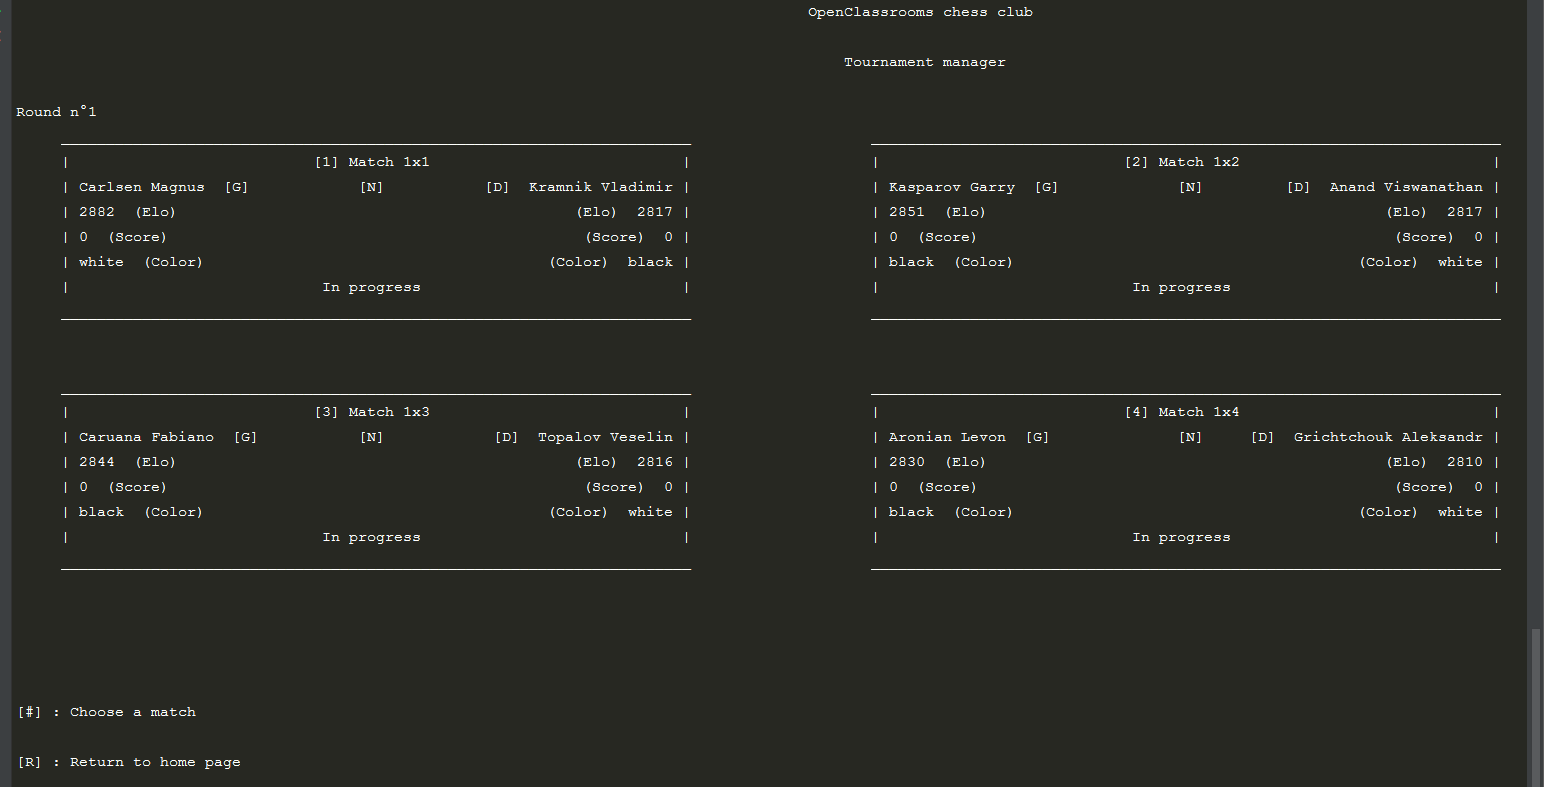 OpenClassrooms chess club
Tournament manager
Round n°1
| [1] Match 1x1 | | [2] Match 1x2 |
| Carlsen Magnus [G] [N] [D] Kramnik Vladimir | | Kasparov Garry [G] [N] [D] Anand Viswanathan |
| 2882 (Elo) (Elo) 2817 | | 2851 (Elo) (Elo) 2817 |
| 0 (Score) (Score) 0 | | 0 (Score) (Score) 0 |
| white (Color) (Color) black | | black (Color) (Color) white |
| In progress | | In progress |
| [3] Match 1x3 | | [4] Match 1x4 |
| Caruana Fabiano [G] [N] [D] Topalov Veselin | | Aronian Levon [G] [N] [D] Grichtchouk Aleksandr |
| 2844 (Elo) (Elo) 2816 | | 2830 (Elo) (Elo) 2810 |
| 0 (Score) (Score) 0 | | 0 (Score) (Score) 0 |
| black (Color) (Color) white | | black (Color) (Color) white |
| In progress | | In progress |
[#] : Choose a match
[R] : Return to home page